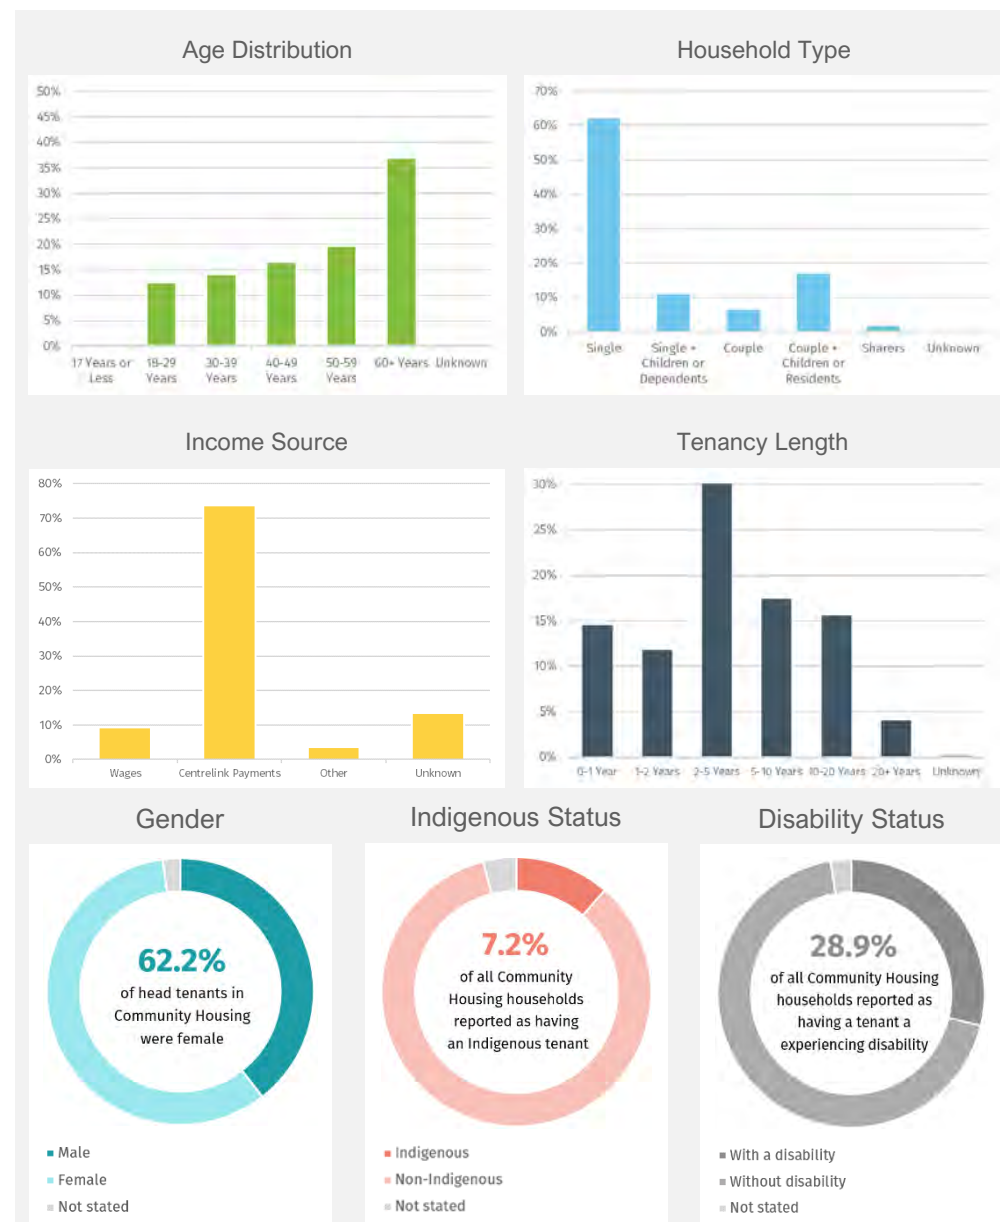 Age Distribution
50%
45%
40%
35%
30%
25%
20%
15%
10%
5%
0%
17 Years or
Less
18-29
Years
30-39
Years
40-49
Years
50-59
Years
60+ Years
Unknown
Household Type
70%
60%
50%
40%
30%
20%
10%
0%
Single
Single +
Children or
Dependents
Couple
Couple +
Children or
Residents
Sharers
Unknown
Income Source
80%
70%
60%
50%
40%
30%
20%
10%
0%
Wages
Centrelink Payments
Other
Unknown
Tenancy Length
30%
25%
20%
15%
10%
5%
0%
0-1 Year
1-2 Years
2-5 Years
5-10 Years
10-20 Years
20+ Years
Unknown
Gender
62.2%
of head tenants in
Community Housing
were female
Male
Female
Not stated
Indigenous Status
7.2%
of all Community
Housing households
reported as having
an Indigenous tenant
Indigenous
Non-Indigenous
Not stated
Disability Status
28.9%
of all Community Housing
households reported as
having a tenant a
experiencing disability
With a disability
Without disability
Not stated